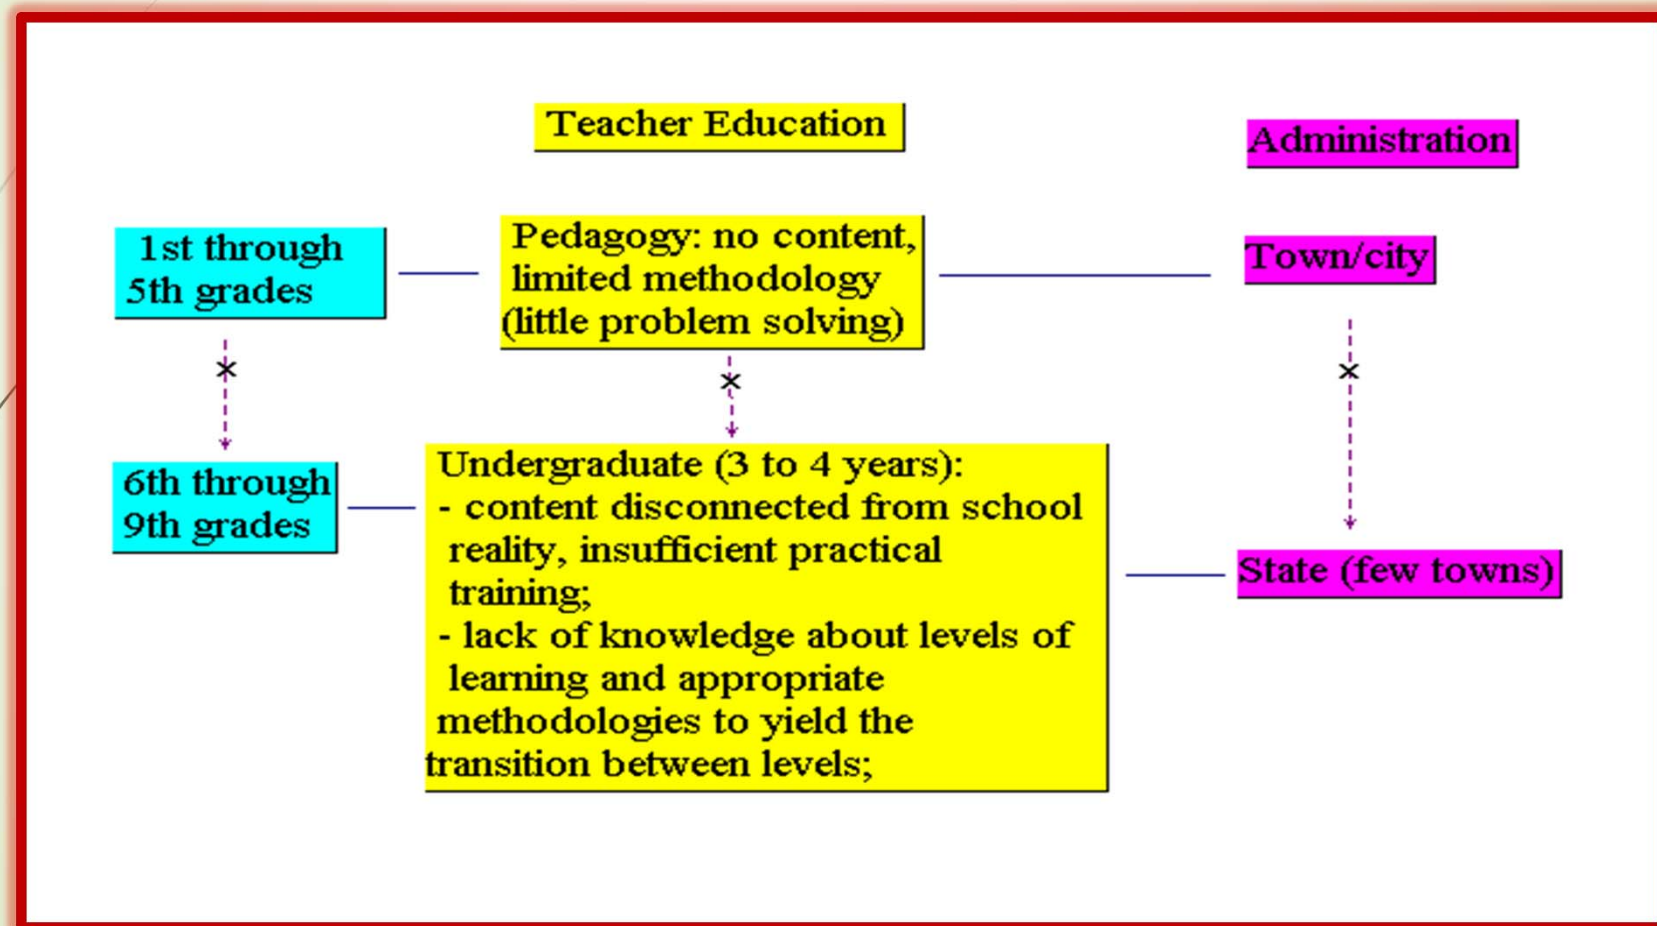 Teacher Education
Administration
1st through
5th grades
Pedagogy: no content,
limited methodology
(little problem solving)
Town/city
6th through
9th grades
Undergraduate (3 to 4 years):
- content disconnected from school
reality, insufficient practical
training;
- lack of knowledge about levels of
learning and appropriate
methodologies to yield the
transition between levels;
State (few towns)